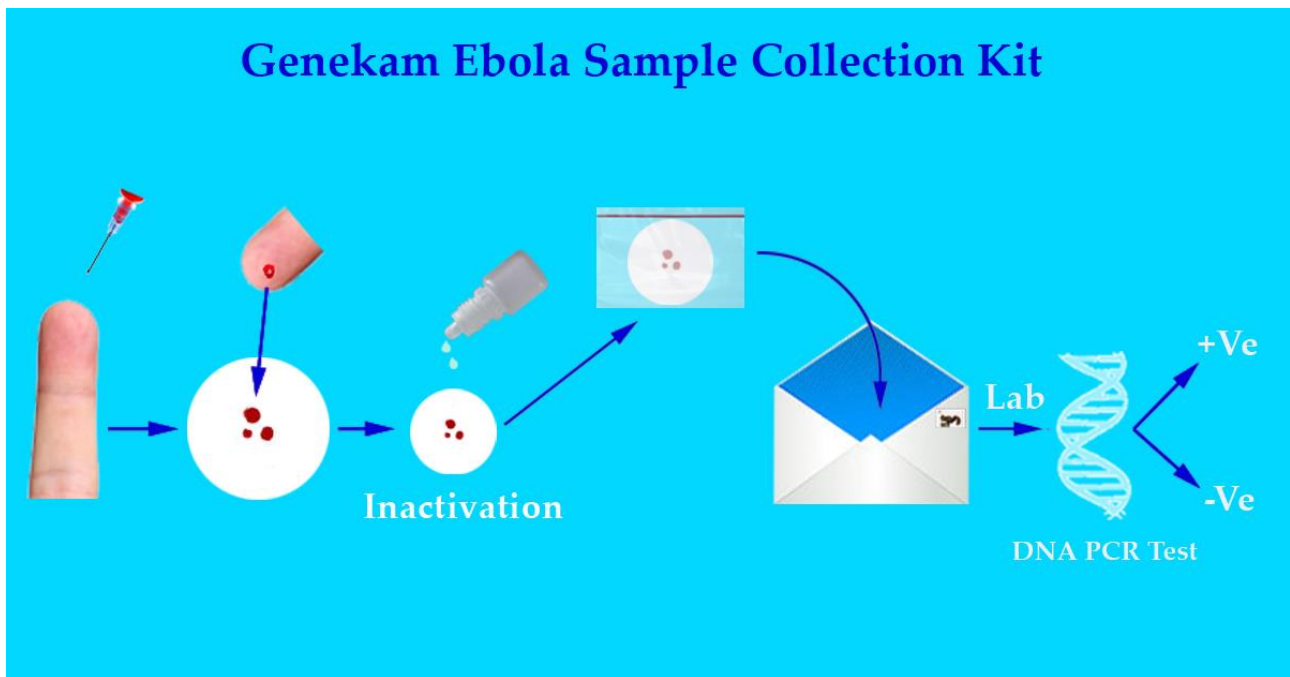 Genekam Ebola Sample Collection Kit
Inactivation
Lab
+Ve
-Ve
DNA PCR Test